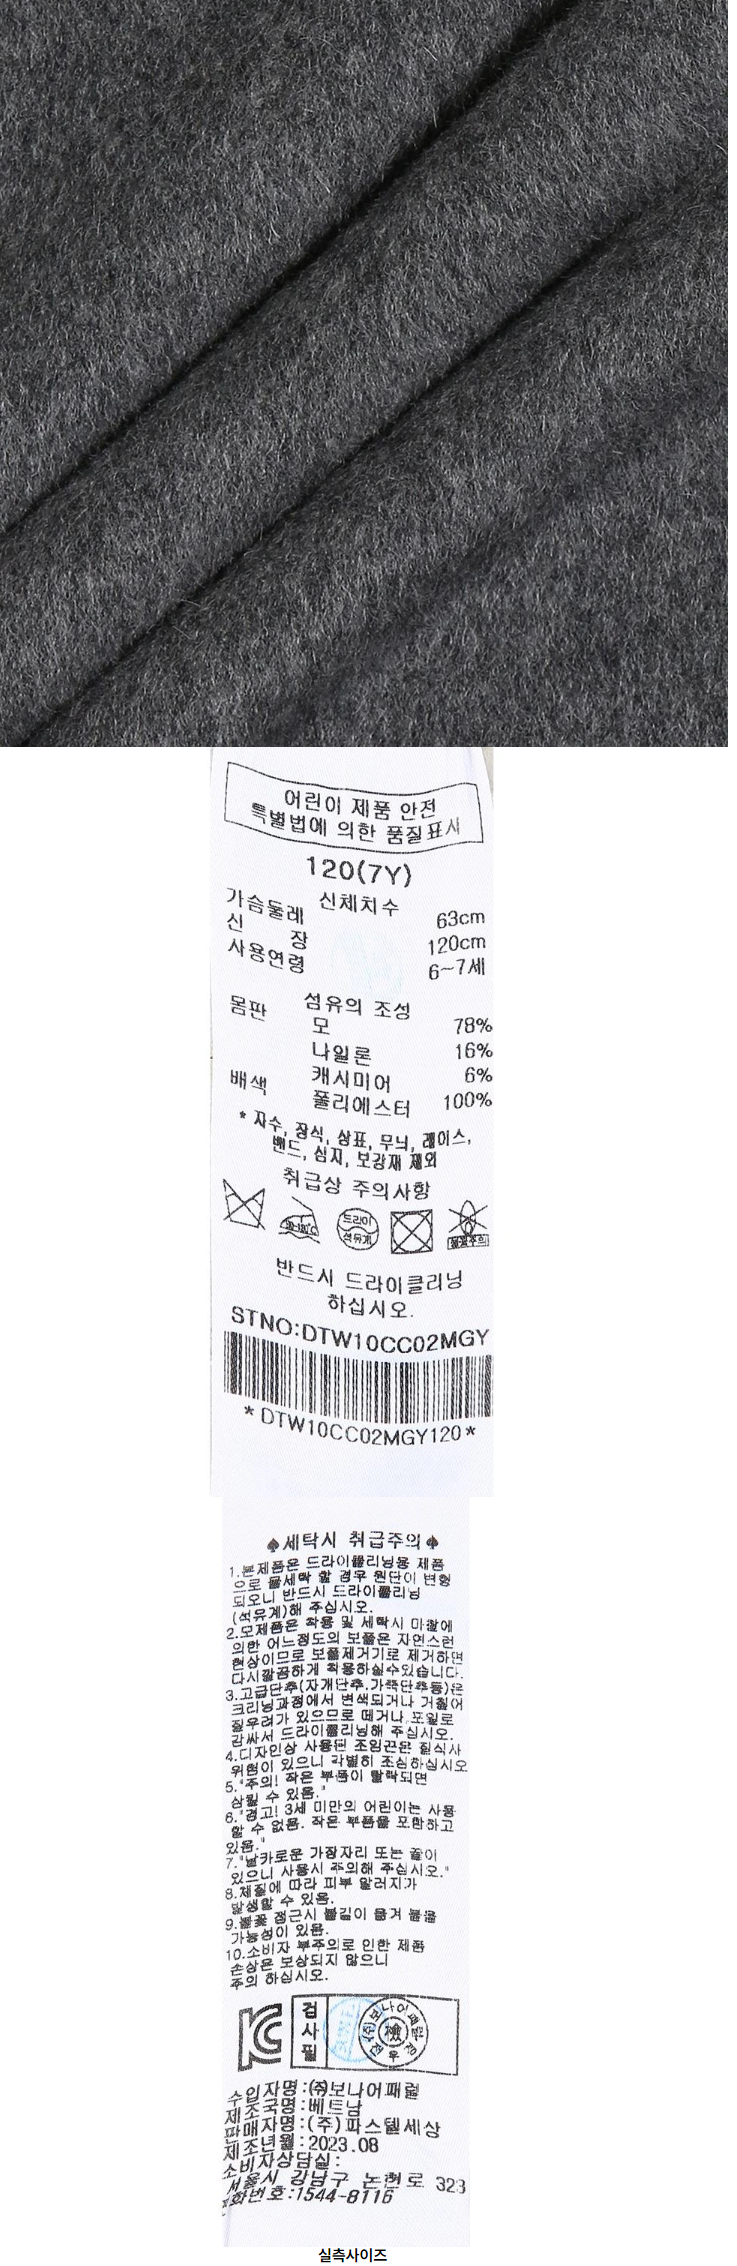 어린이 제품 안전
특별법에 의한 품질표시
120(7Y)
신체치수
가슴둘레 63cm
신 장 120cm
사용연령 6~7세
섬유의 조성
몸판 모 78%
나일론 16%
캐시미어 6%
배색 폴리에스터 100%
* 자수, 장식, 상표, 무늬, 레이스,
밴드, 심지, 보강재 제외
취급상 주의사항
드라이
석유계
반드시 드라이클리닝
하십시오.
STNO:DTW10CC02MGY
*DTW10CC02MGY120*
♠세탁시 취급주의♠
1.본제품은 드라이클리닝용 제품
으로 물세탁 할 경우 원단이 변형
되오니 반드시 드라이클리닝
(석유계)해 주십시오.
2.모제품은 착용 및 세탁시 마찰에
의한 어느정도의 보풀은 자연스런
현상이므로 보풀제거기로 제거하면
다시깔끔하게 착용하실수있습니다.
3.고급단추(자개단추.가죽단추등)은
크리닝과정에서 변색되거나 거칠어
질우려가 있으므로 떼거나 포일로
감싸서 드라이클리닝해 주십시오.
4.디자인상 사용된 조임끈은 질식사
위험이 있으니 각별히 조심하십시오
5."주의! 작은 부품이 탈락되면
삼킬 수 있음."
6."경고! 3세 미만의 어린이는 사용
할 수 없음. 작은 부품을 포함하고
있음."
7."날카로운 가장자리 또는 끝이
있으니 사용시 주의해 주십시오."
8.체질에 따라 피부 알러지가
발생할 수 있음.
9.불꽃 접근시 불길이 옮겨 붙을
가능성이 있음.
10.소비자 부주의로 인한 제품
손상은 보상되지 않으니
주의 하십시오.
검사필
(주)보나어패럴
수입자명:㈜보나어패럴
제조국명:베트남
판매자명:(주)파스텔세상
제조년월:2023.08
소비자상담실:
서울시 강남구 논현로 323
전화번호:1544-8116
실측사이즈